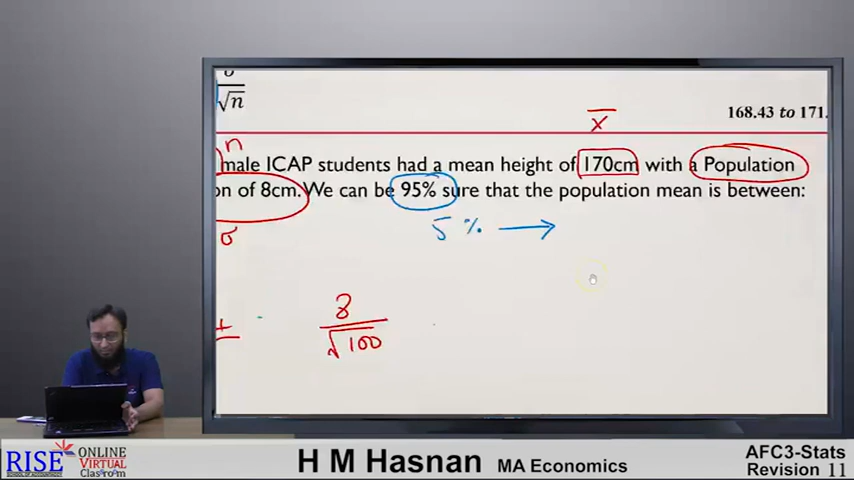 σ
√n
168.43 to 171.
x̄
n
male ICAP students had a mean height of 170cm with a Population
on of 8cm. We can be 95% sure that the population mean is between:
σ
5 % →
+
8
√100
RISE ONLINE
VIRTUAL
Classroom
H M Hasnan MA Economics
AFC3-Stats
Revision 11